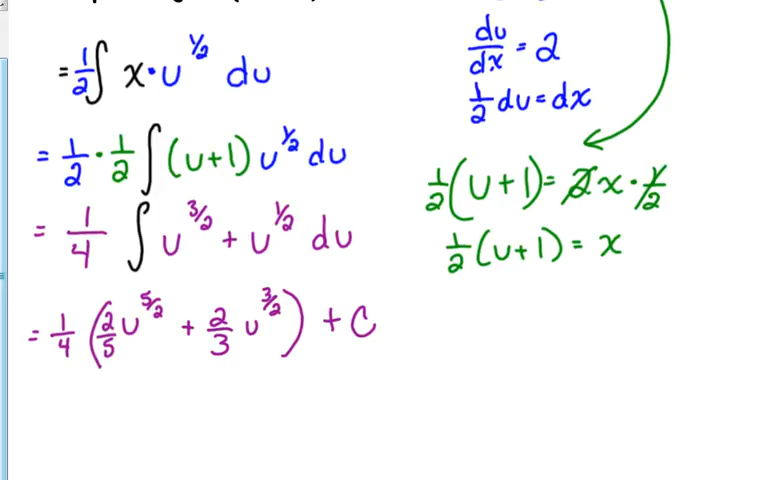 = 1/2 ∫ x · u^1/2 du
= 1/2 · 1/2 ∫ (u+1) u^1/2 du
= 1/4 ∫ u^3/2 + u^1/2 du
= 1/4 (2/5 u^5/2 + 2/3 u^3/2) + C
du/dx = 2
1/2 du = dx
1/2 (u+1) = 2x · 1/2
1/2 (u+1) = x